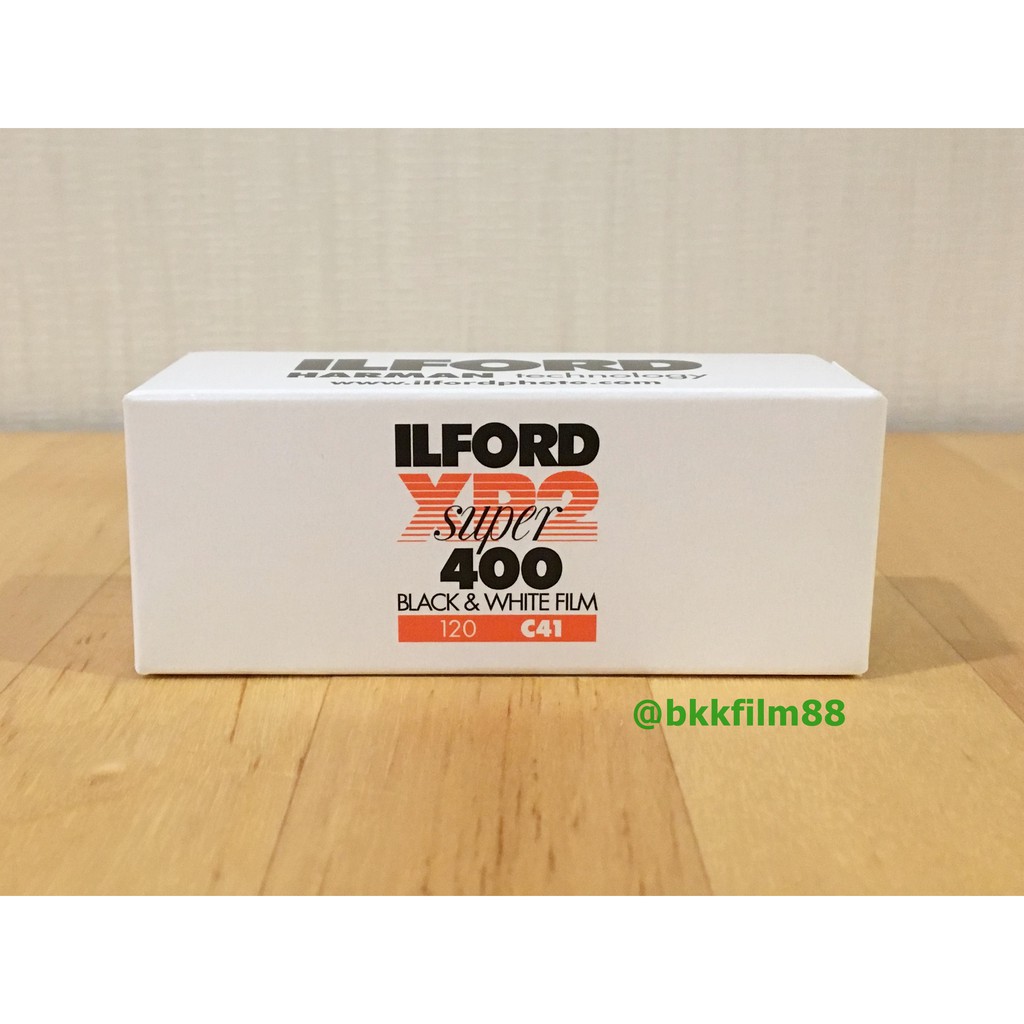 ILFORD
HARMAN technology
www.ilfordphoto.com
ILFORD
XP2
super
400
BLACK & WHITE FILM
120 C41
@bkkfilm88